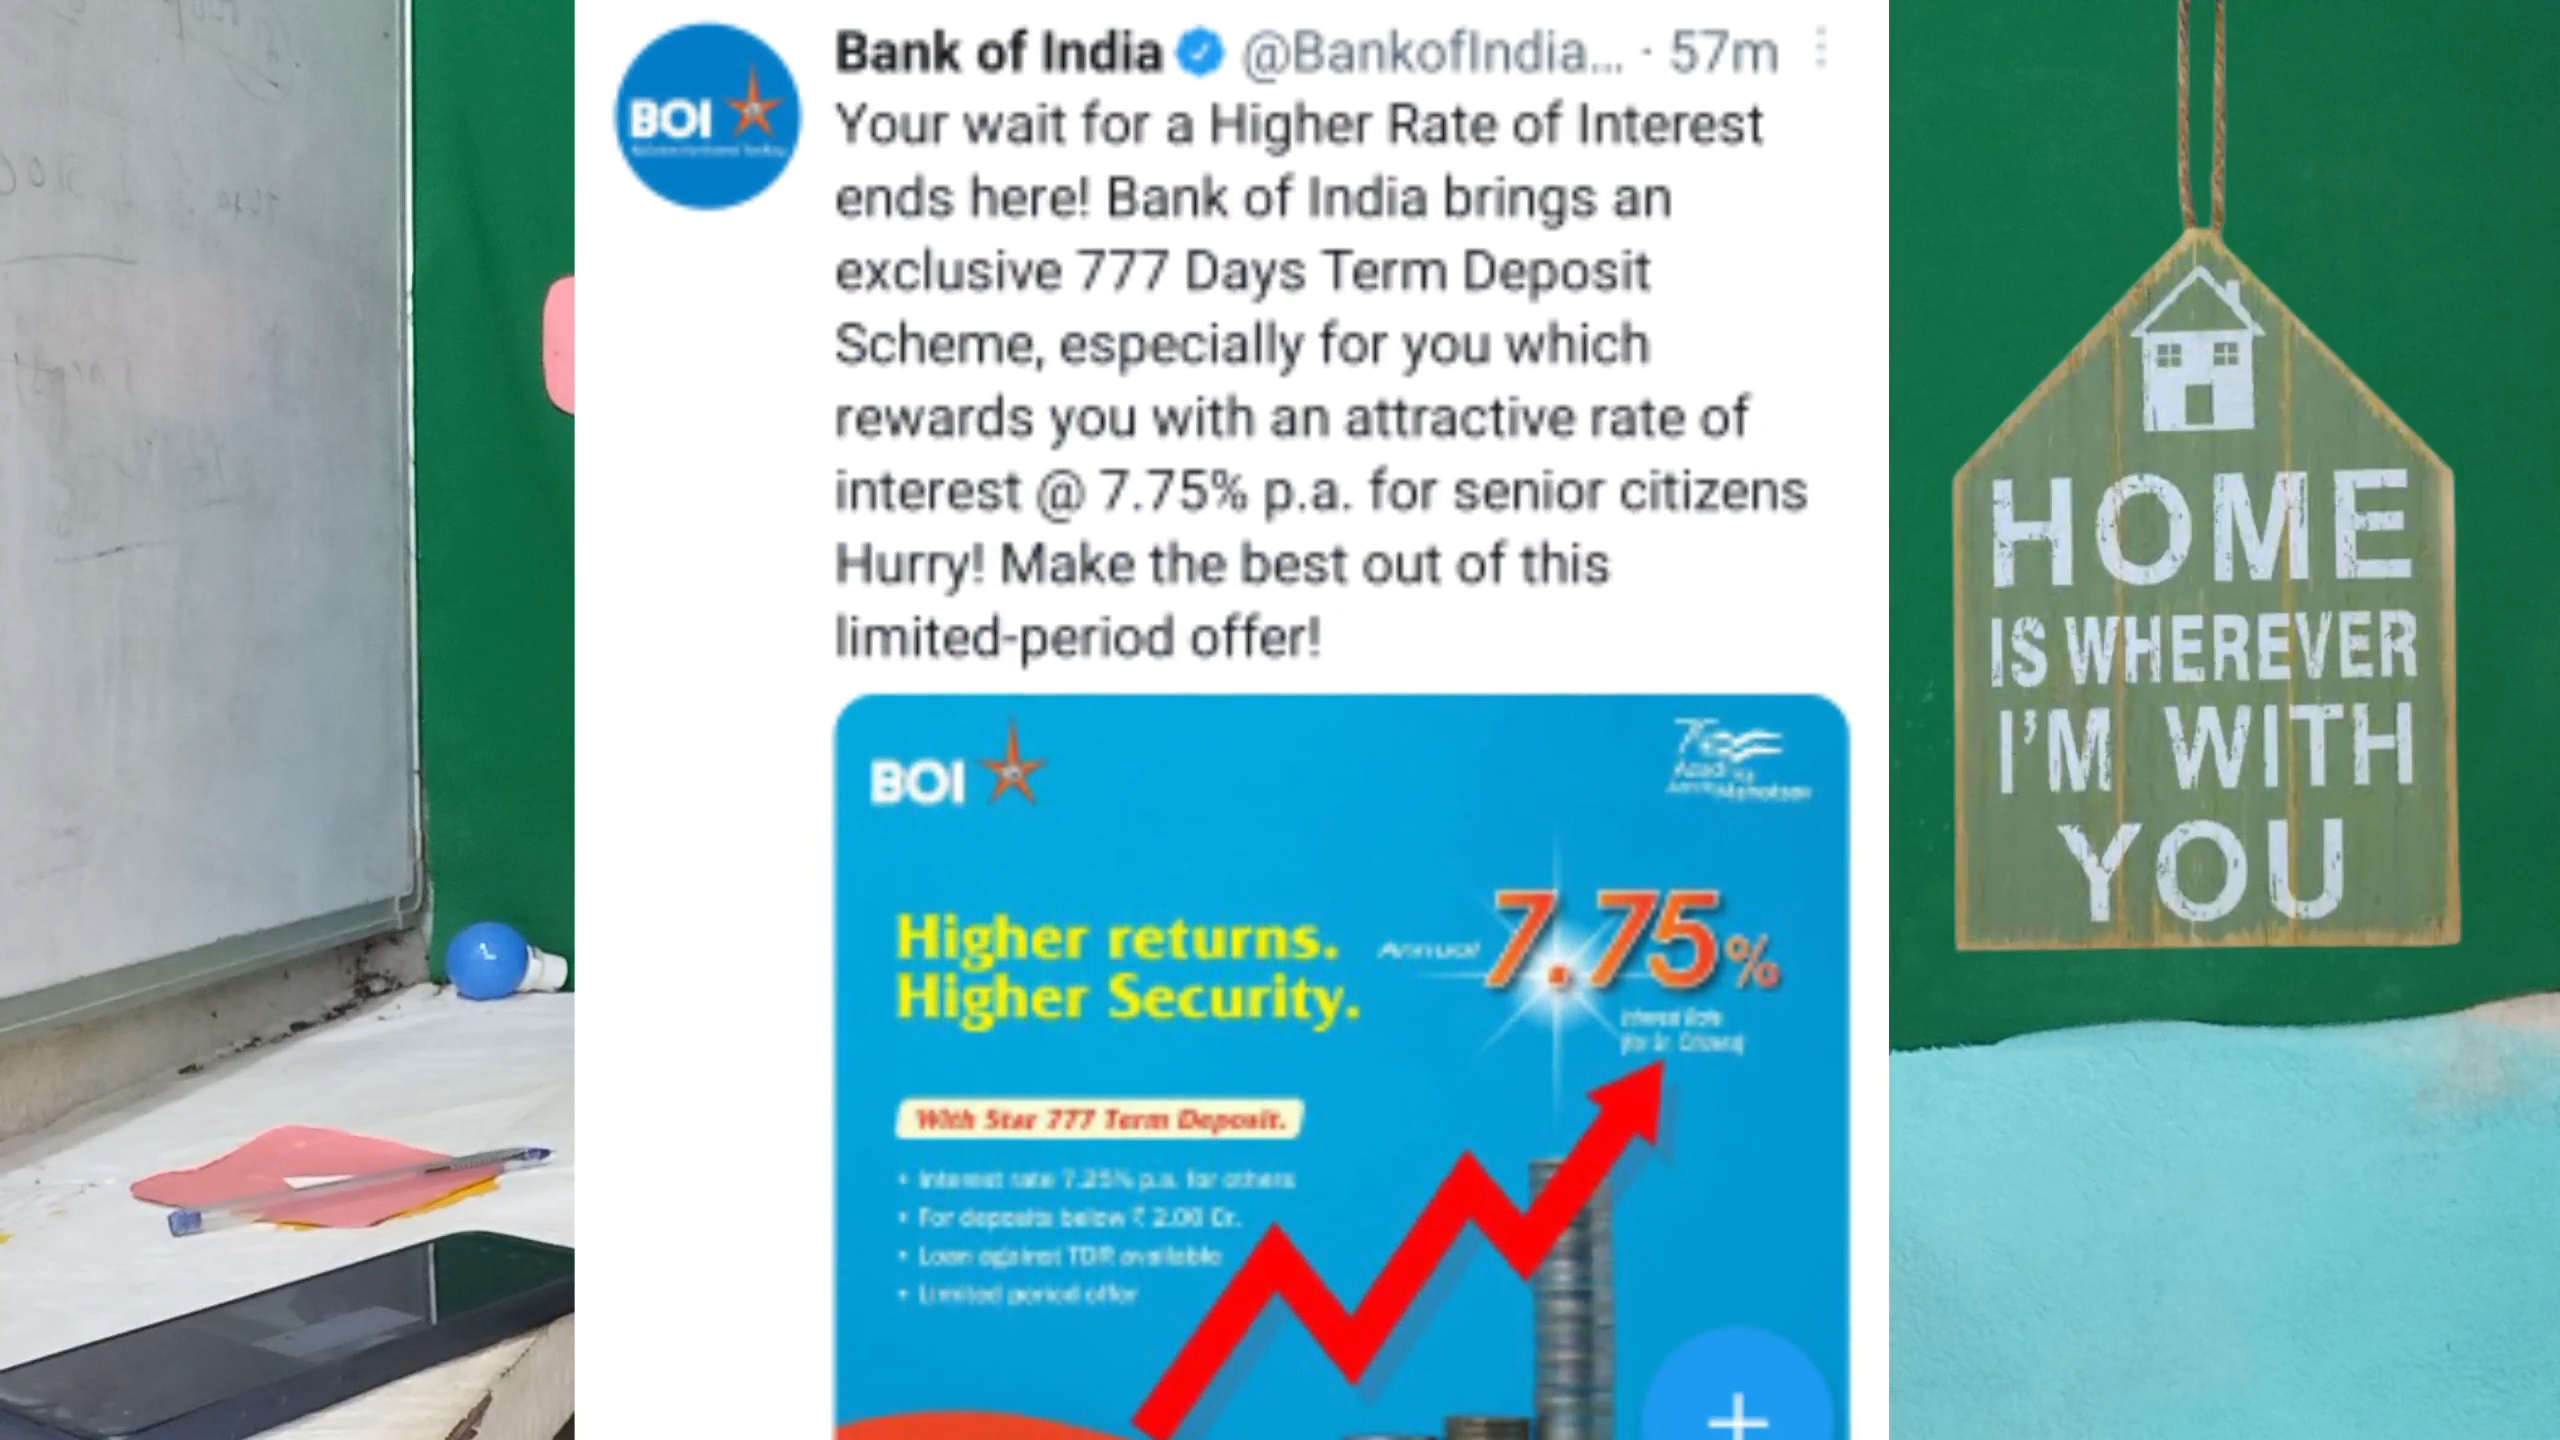 Bank of India @BankofIndia... · 57m
Your wait for a Higher Rate of Interest
ends here! Bank of India brings an
exclusive 777 Days Term Deposit
Scheme, especially for you which
rewards you with an attractive rate of
interest @ 7.75% p.a. for senior citizens
Hurry! Make the best out of this
limited-period offer!
BOI
BOI
Higher returns.
Higher Security.
Annual 7.75%
Interest Rate
With Star 777 Term Deposit.
• Interest rate 7.25% p.a. for others
• For deposits below ₹ 2.00 Cr.
• Loan against TDR available
• Limited period offer
HOME
IS WHEREVER
I'M WITH
YOU